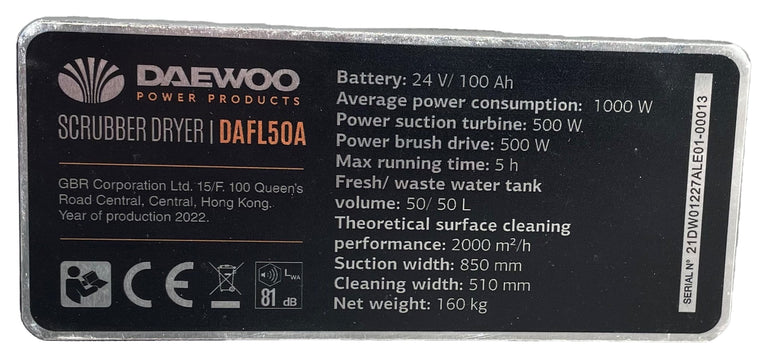 DAEWOO
POWER PRODUCTS
SCRUBBER DRYER | DAFL50A
GBR Corporation Ltd. 15/F. 100 Queen's
Road Central, Central, Hong Kong.
Year of production 2022.
CE
LWA
81 dB
Battery: 24 V/ 100 Ah
Average power consumption: 1000 W
Power suction turbine: 500 W
Power brush drive: 500 W
Max running time: 5 h
Fresh/ waste water tank
volume: 50/ 50 L
Theoretical surface cleaning
performance: 2000 m²/h
Suction width: 850 mm
Cleaning width: 510 mm
Net weight: 160 kg
SERIAL Nº 21DW01227ALE01-00013